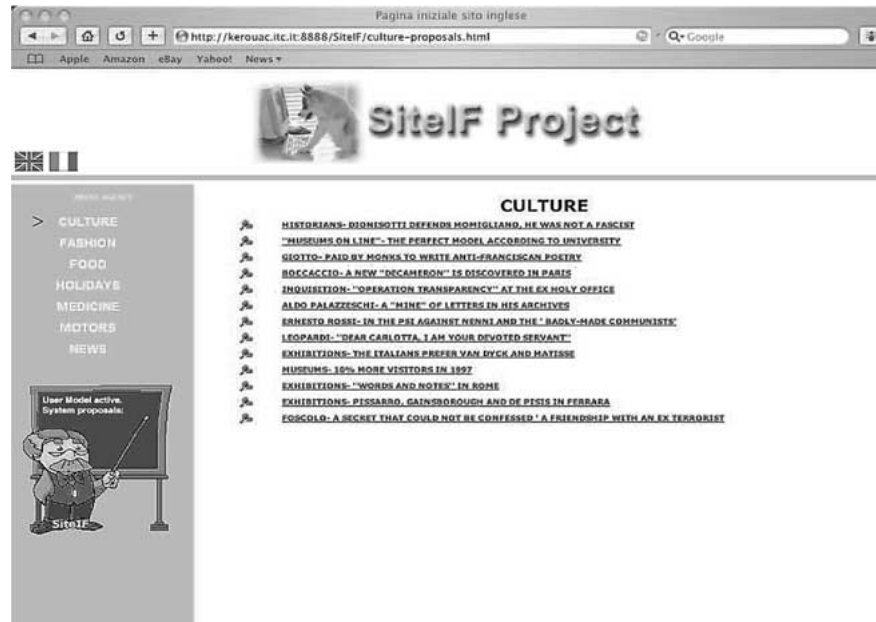 Pagina iniziale sito inglese
http://kerouac.itc.it:8888/SiteIF/culture-proposals.html
Google
Apple Amazon eBay Yahoo! News
SiteIF Project
NEWS AGENCY
> CULTURE
FASHION
FOOD
HOLIDAYS
MEDICINE
MOTORS
NEWS
User Model active.
System proposals:
SiteIF
CULTURE
HISTORIANS- DIONISOTTI DEFENDS MOMIGLIANO, HE WAS NOT A FASCIST
"MUSEUMS ON LINE"- THE PERFECT MODEL ACCORDING TO UNIVERSITY
GIOTTO- PAID BY MONKS TO WRITE ANTI-FRANCISCAN POETRY
BOCCACCIO- A NEW "DECAMERON" IS DISCOVERED IN PARIS
INQUISITION- "OPERATION TRANSPARENCY" AT THE EX HOLY OFFICE
ALDO PALAZZESCHI- A "MINE" OF LETTERS IN HIS ARCHIVES
ERNESTO ROSSI- IN THE PSI AGAINST NENNI AND THE ' BADLY-MADE COMMUNISTS'
LEOPARDI- "DEAR CARLOTTA, I AM YOUR DEVOTED SERVANT"
EXHIBITIONS- THE ITALIANS PREFER VAN DYCK AND MATISSE
MUSEUMS- 10% MORE VISITORS IN 1997
EXHIBITIONS- "WORDS AND NOTES" IN ROME
EXHIBITIONS- PISSARRO, GAINSBOROUGH AND DE PISIS IN FERRARA
FOSCOLO- A SECRET THAT COULD NOT BE CONFESSED ' A FRIENDSHIP WITH AN EX TERRORIST